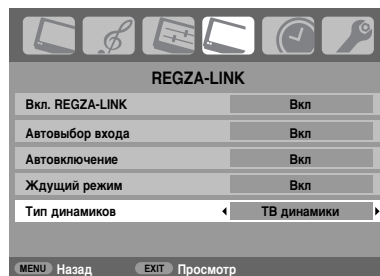 REGZA-LINK
Вкл. REGZA-LINK Вкл
Автовыбор входа Вкл
Автовключение Вкл
Ждущий режим Вкл
Тип динамиков ТВ динамики
MENU Назад EXIT Просмотр